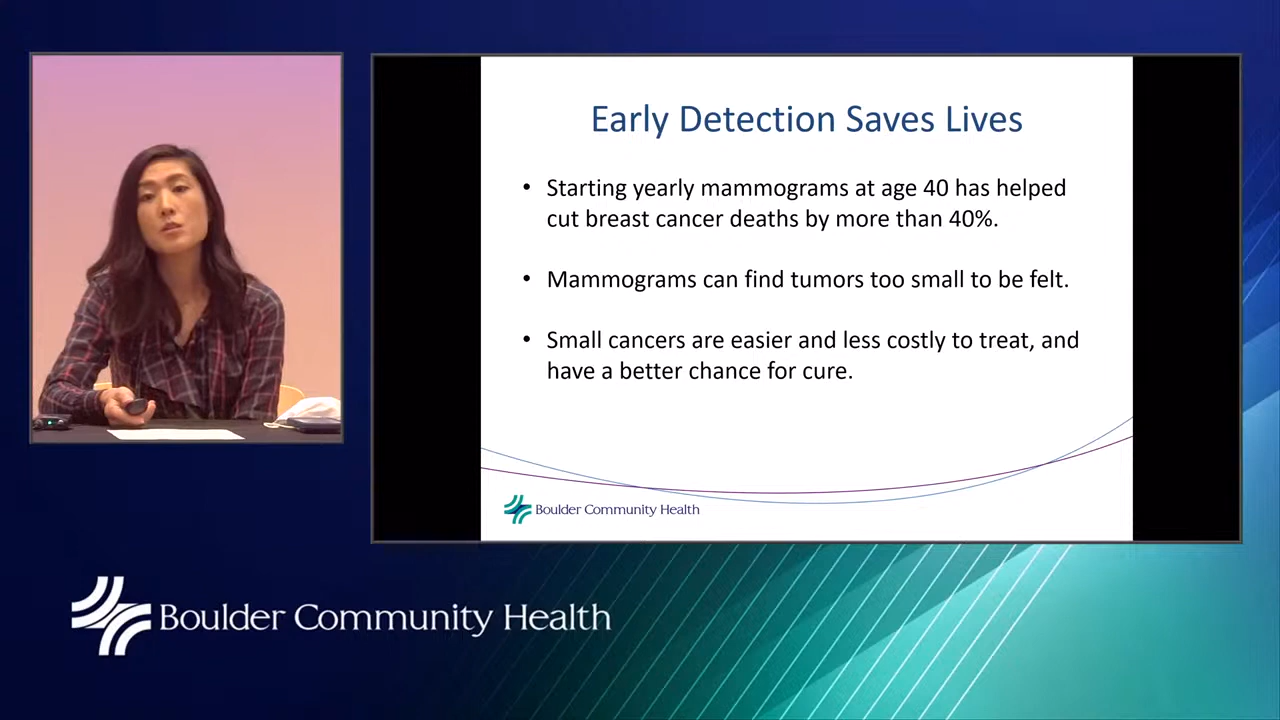 Early Detection Saves Lives
• Starting yearly mammograms at age 40 has helped
cut breast cancer deaths by more than 40%.
• Mammograms can find tumors too small to be felt.
• Small cancers are easier and less costly to treat, and
have a better chance for cure.
Boulder Community Health
Boulder Community Health